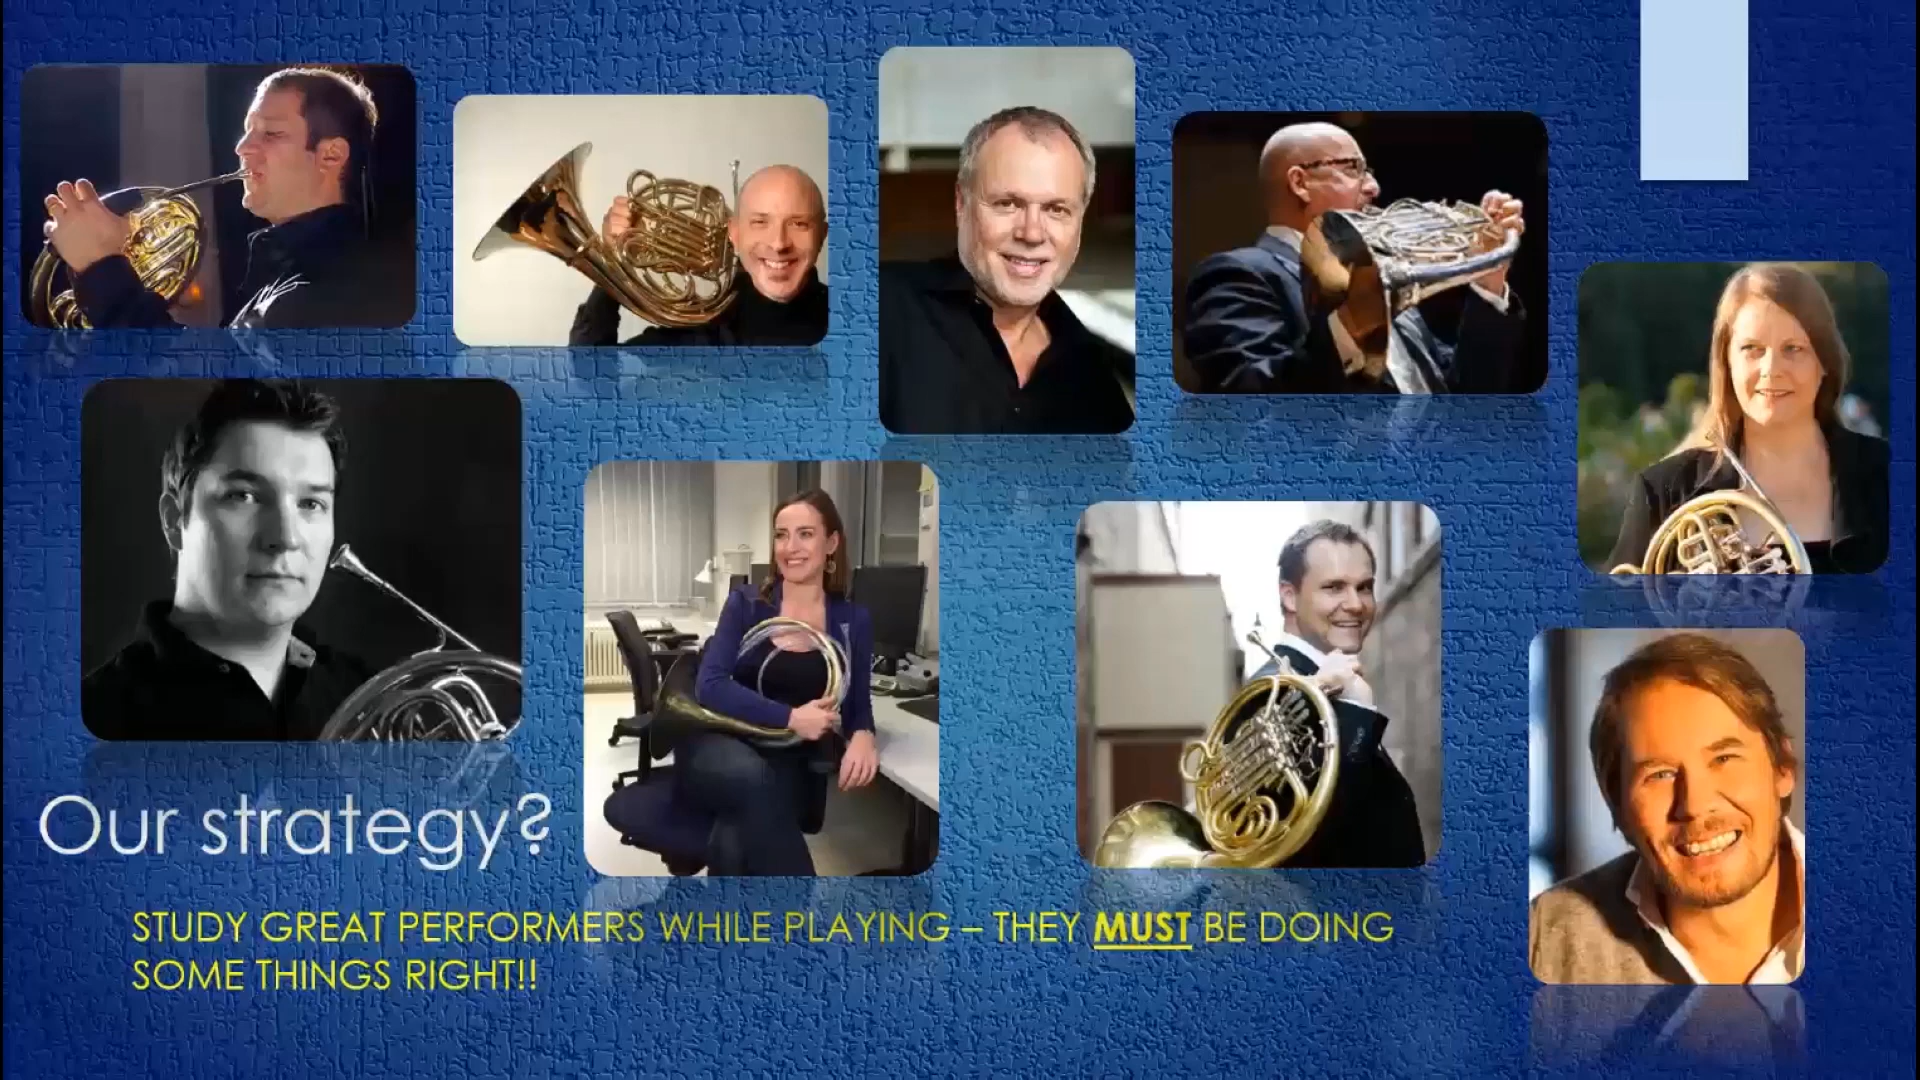 Our strategy?
STUDY GREAT PERFORMERS WHILE PLAYING – THEY MUST BE DOING
SOME THINGS RIGHT!!